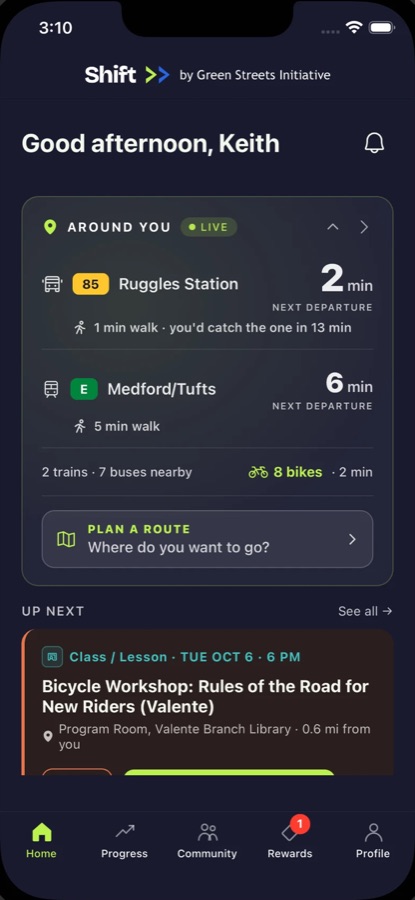 3:10
Shift by Green Streets Initiative
Good afternoon, Keith
AROUND YOU LIVE
85 Ruggles Station 2 min
NEXT DEPARTURE
1 min walk · you'd catch the one in 13 min
E Medford/Tufts 6 min
NEXT DEPARTURE
5 min walk
2 trains · 7 buses nearby 8 bikes · 2 min
PLAN A ROUTE
Where do you want to go?
UP NEXT See all →
Class / Lesson · TUE OCT 6 · 6 PM
Bicycle Workshop: Rules of the Road for
New Riders (Valente)
Program Room, Valente Branch Library · 0.6 mi from
you
1
Home Progress Community Rewards Profile